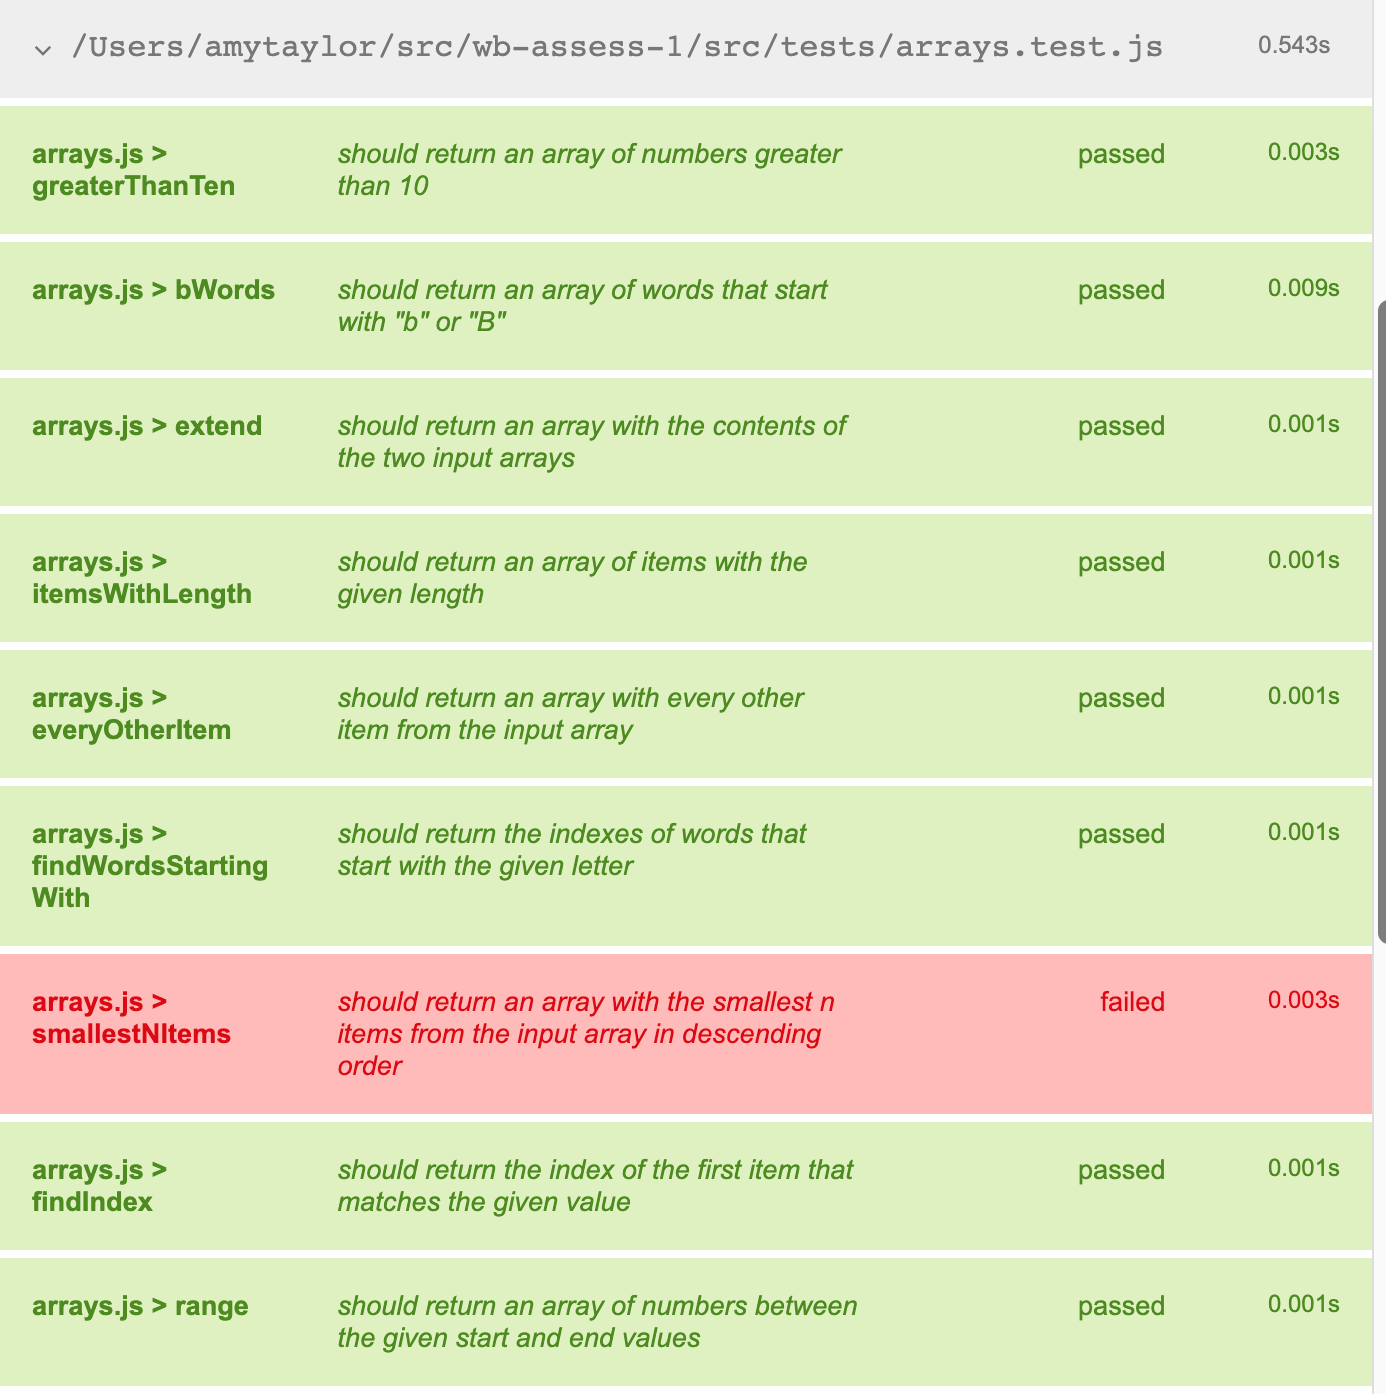 /Users/amytaylor/src/wb-assess-1/src/tests/arrays.test.js 0.543s
arrays.js > should return an array of numbers greater passed 0.003s
greaterThanTen than 10
arrays.js > bWords should return an array of words that start passed 0.009s
with "b" or "B"
arrays.js > extend should return an array with the contents of passed 0.001s
the two input arrays
arrays.js > should return an array of items with the passed 0.001s
itemsWithLength given length
arrays.js > should return an array with every other passed 0.001s
everyOtherItem item from the input array
arrays.js > should return the indexes of words that passed 0.001s
findWordsStarting start with the given letter
With
arrays.js > should return an array with the smallest n failed 0.003s
smallestNItems items from the input array in descending
order
arrays.js > should return the index of the first item that passed 0.001s
findIndex matches the given value
arrays.js > range should return an array of numbers between passed 0.001s
the given start and end values